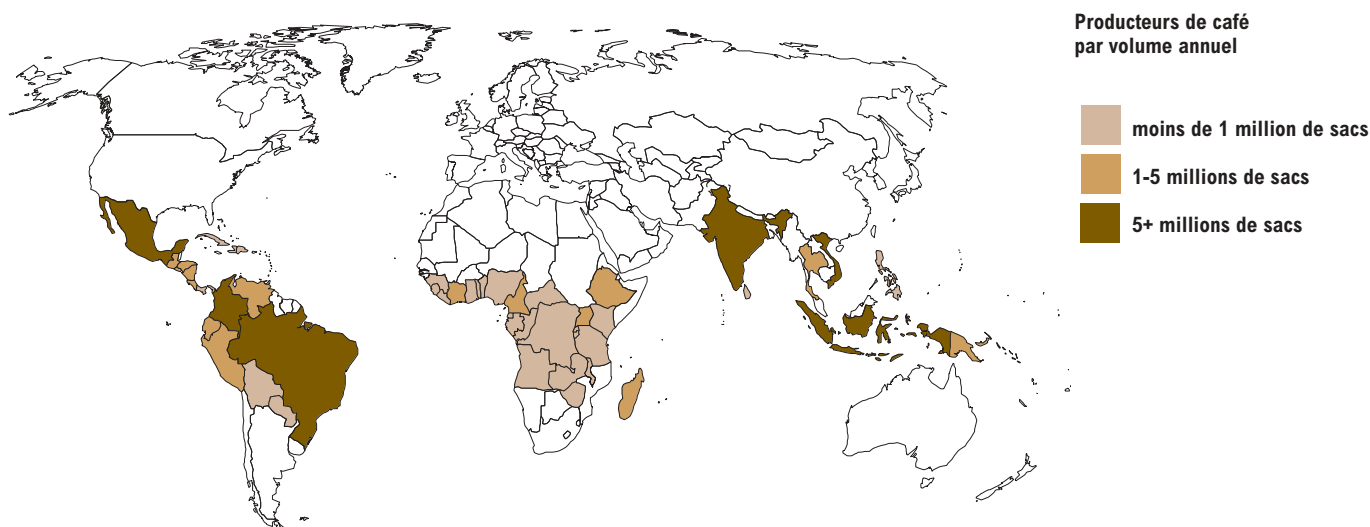 Producteurs de café
par volume annuel
moins de 1 million de sacs
1-5 millions de sacs
5+ millions de sacs